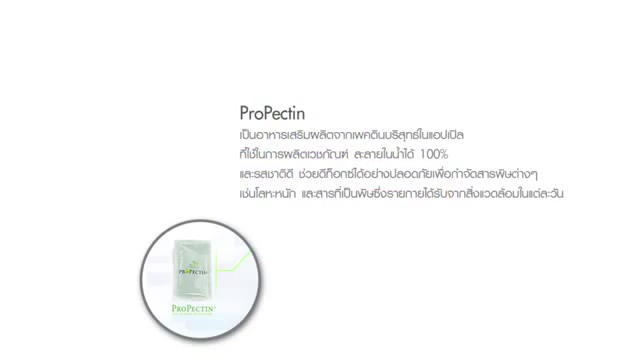 ProPectin
เป็นอาหารเสริมผลิตจากเพคตินบริสุทธ์ในแอปเปิล
ที่ใช้ในการผลิตเวชภัณฑ์ ละลายในน้ำได้ 100%
และรสชาติดี ช่วยดีท็อกซ์ได้อย่างปลอดภัยเพื่อกำจัดสารพิษต่างๆ
เช่นโลหะหนัก และสารที่เป็นพิษซึ่งร่างกายได้รับจากสิ่งแวดล้อมในแต่ละวัน
PROPECTIN
PROPECTIN